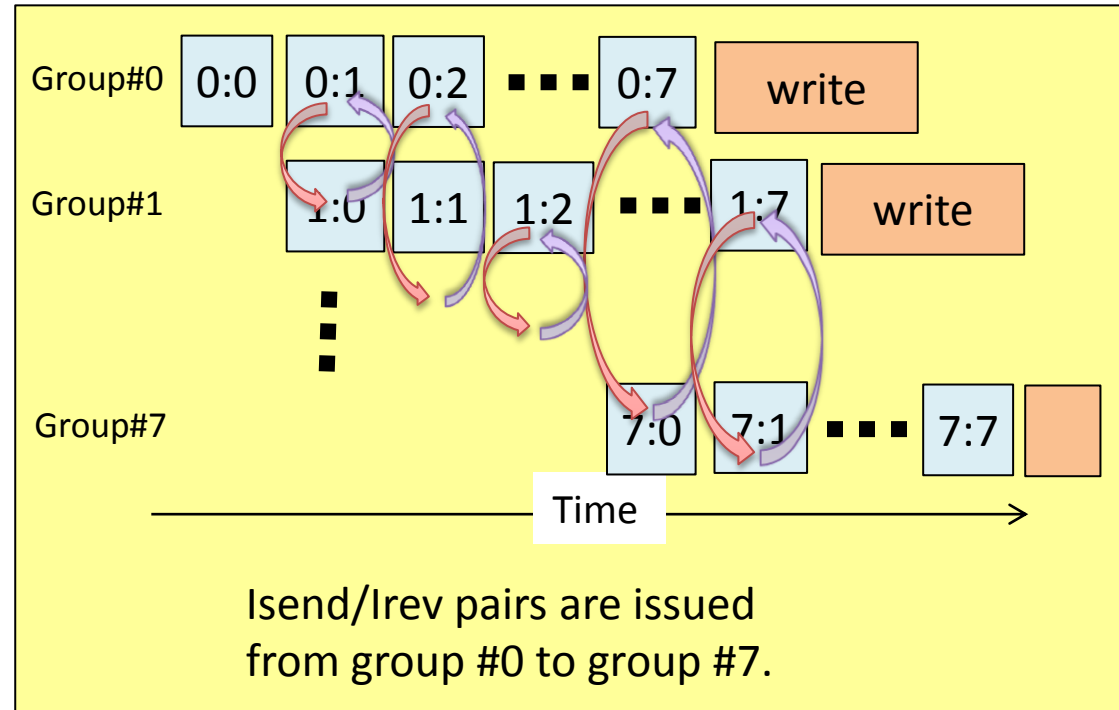 Group#0 0:0 0:1 0:2 0:7 write
Group#1 1:0 1:1 1:2 1:7 write
Group#7 7:0 7:1 7:7
Time
Isend/Irev pairs are issued
from group #0 to group #7.